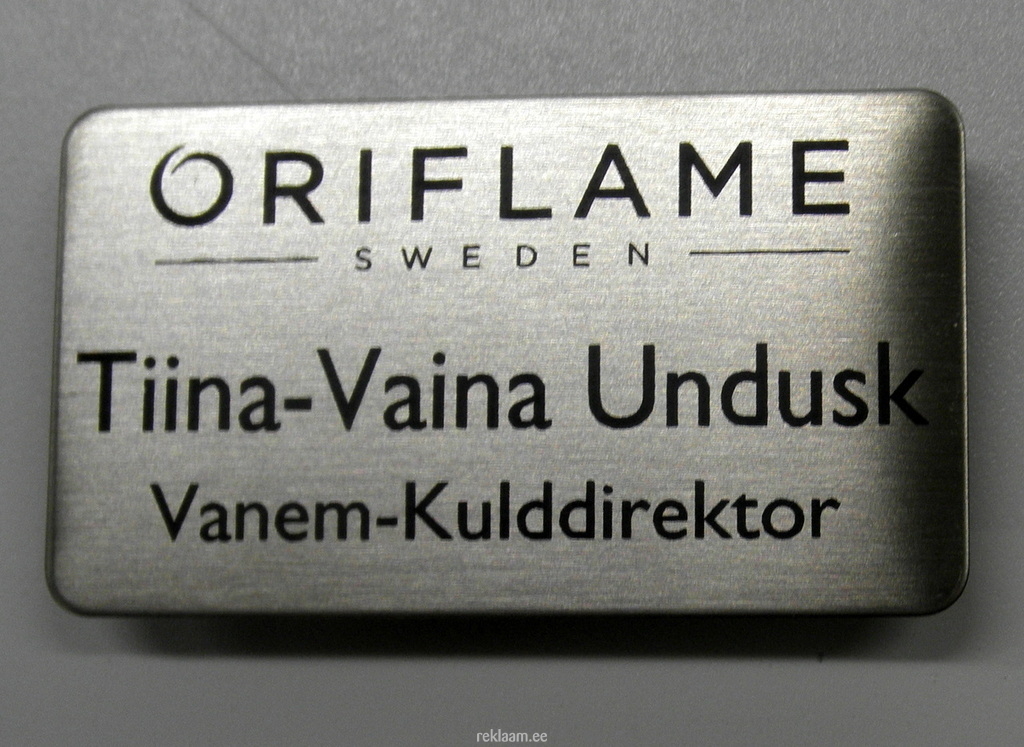 ORIFLAME
SWEDEN
Tiina-Vaina Undusk
Vanem-Kulddirektor
reklaam.ee